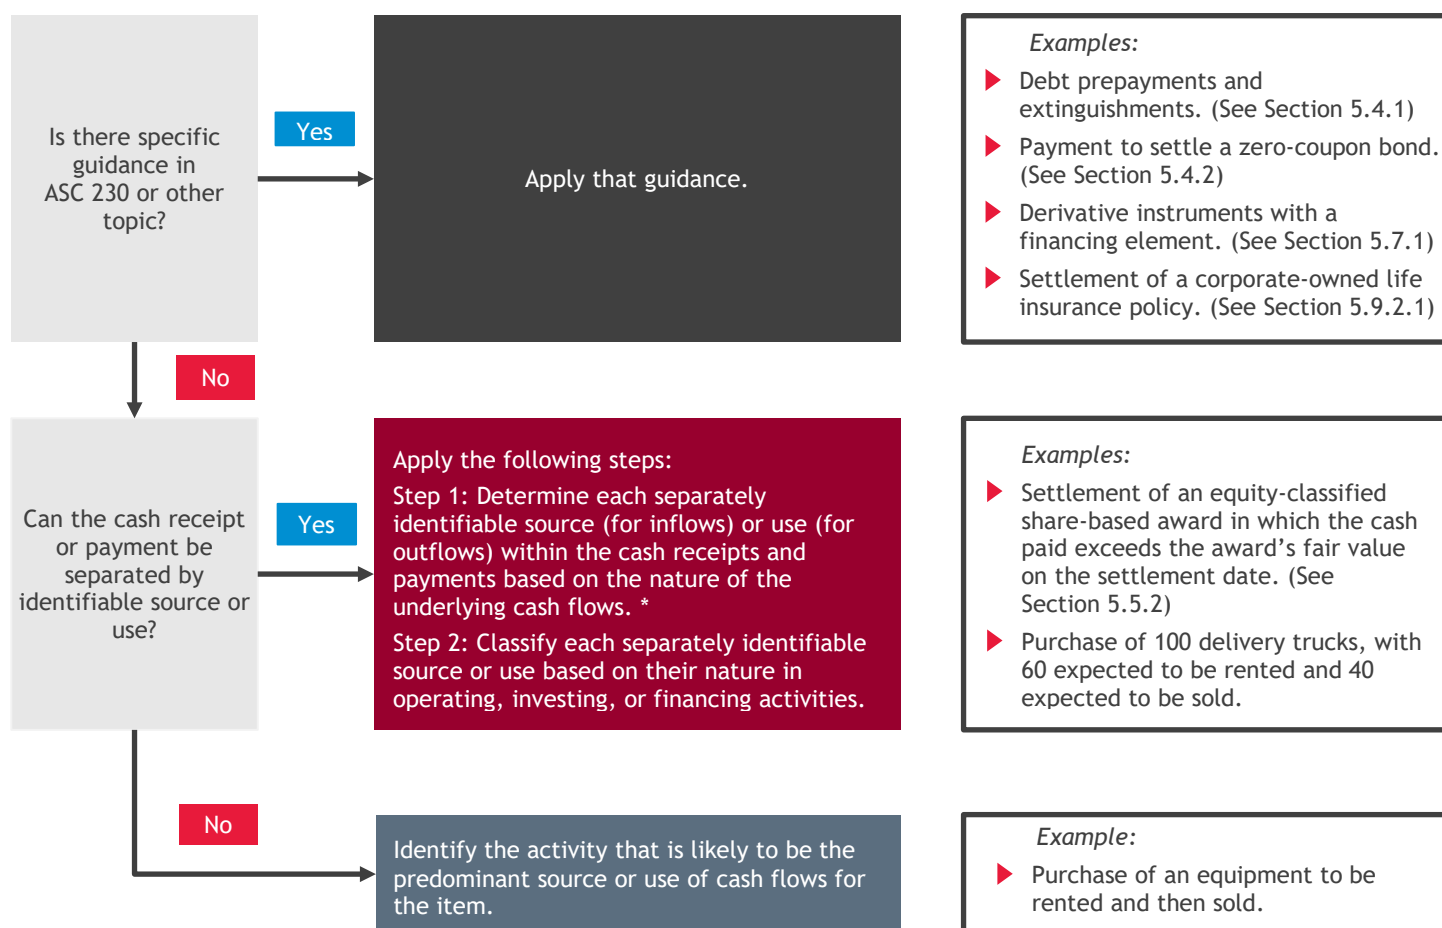 Is there specific
guidance in
ASC 230 or other
topic?
Yes
Apply that guidance.
Examples:
Debt prepayments and
extinguishments. (See Section 5.4.1)
Payment to settle a zero-coupon bond.
(See Section 5.4.2)
Derivative instruments with a
financing element. (See Section 5.7.1)
Settlement of a corporate-owned life
insurance policy. (See Section 5.9.2.1)
No
Can the cash receipt
or payment be
separated by
identifiable source or
use?
Yes
Apply the following steps:
Step 1: Determine each separately
identifiable source (for inflows) or use (for
outflows) within the cash receipts and
payments based on the nature of the
underlying cash flows. *
Step 2: Classify each separately identifiable
source or use based on their nature in
operating, investing, or financing activities.
Examples:
Settlement of an equity-classified
share-based award in which the cash
paid exceeds the award’s fair value
on the settlement date. (See
Section 5.5.2)
Purchase of 100 delivery trucks, with
60 expected to be rented and 40
expected to be sold.
No
Identify the activity that is likely to be the
predominant source or use of cash flows for
the item.
Example:
Purchase of an equipment to be
rented and then sold.